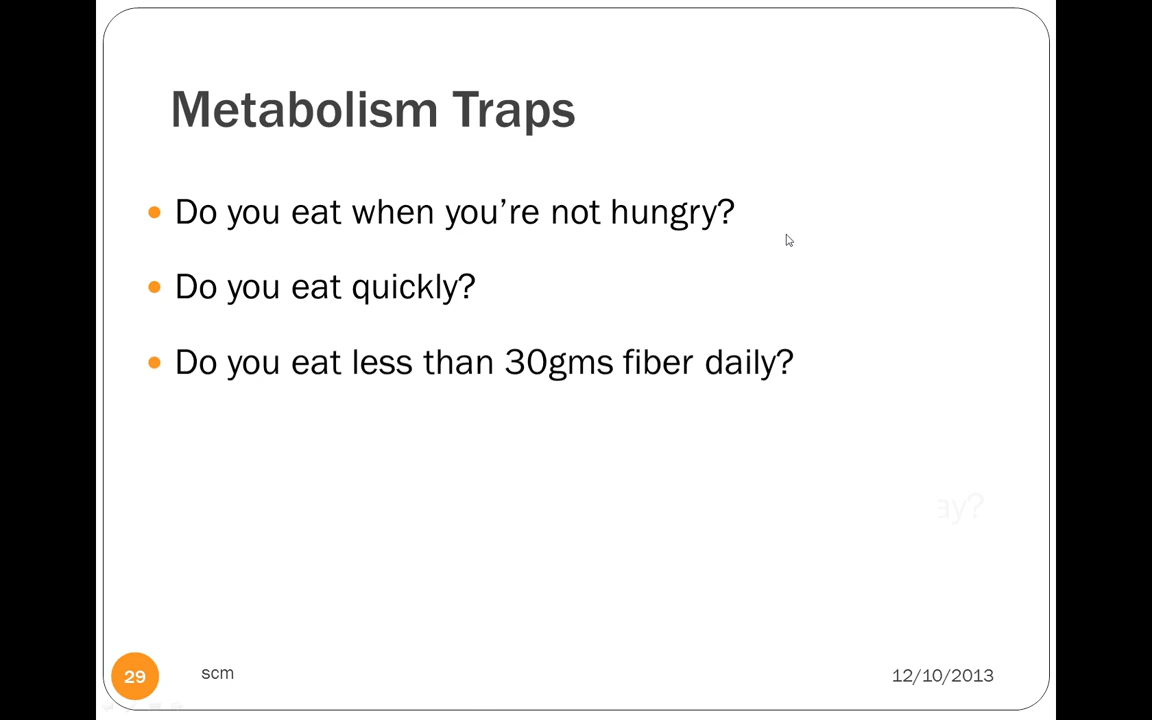 Metabolism Traps
Do you eat when you’re not hungry?
Do you eat quickly?
Do you eat less than 30gms fiber daily?
ay?
29
scm
12/10/2013